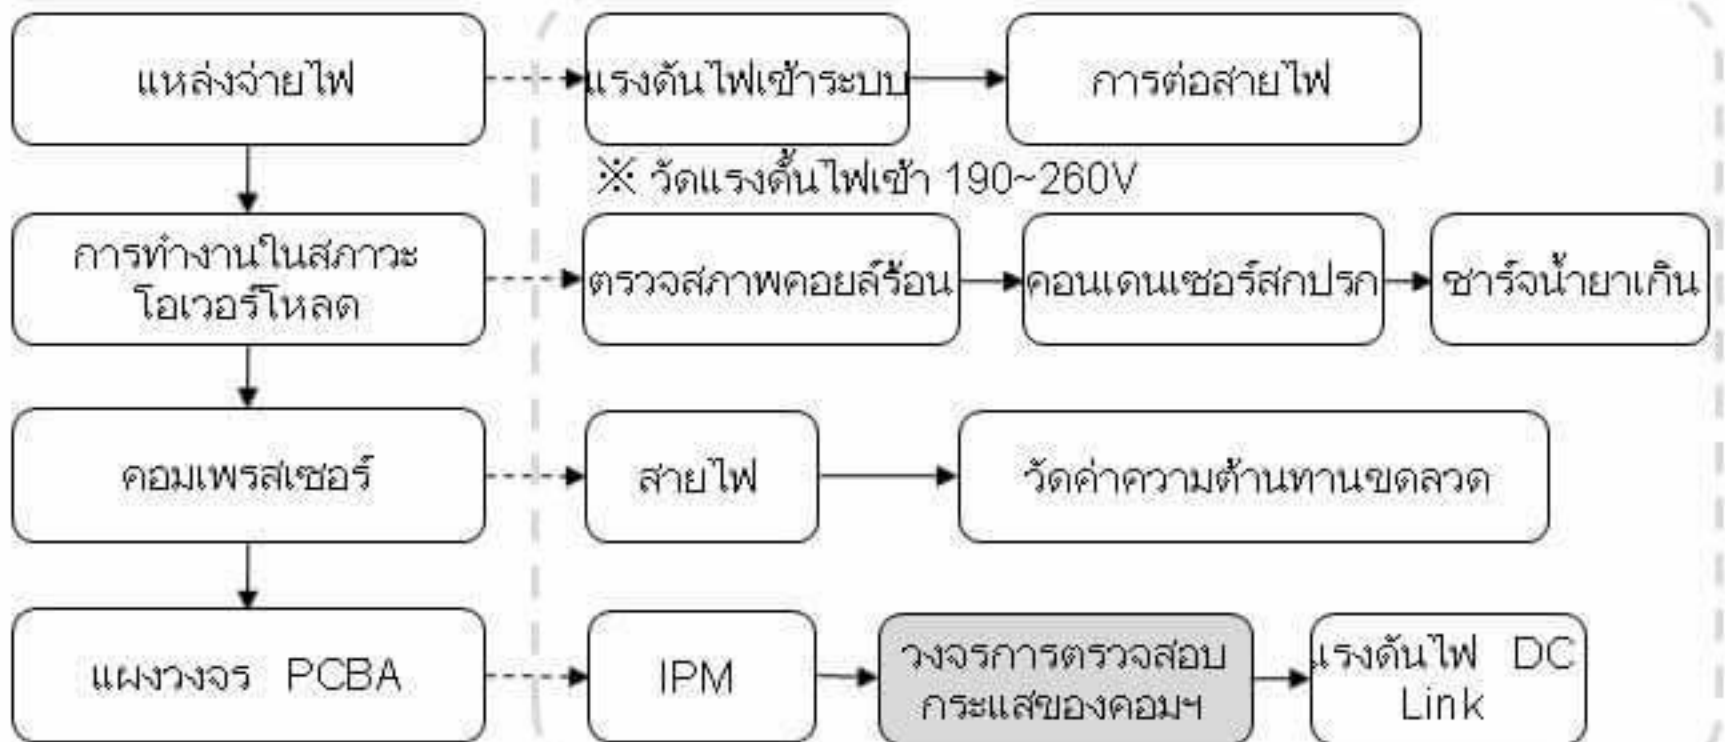 แหล่งจ่ายไฟ
แรงดันไฟเข้าระบบ
การต่อสายไฟ
※ วัดแรงดั้นไฟเข้า 190~260V
การทำงานในสภาวะ
โอเวอร์โหลด
ตรวจสภาพคอยล์ร้อน
คอนเดนเซอร์สกปรก
ชาร์จน้ำยาเกิน
คอมเพรสเซอร์
สายไฟ
วัดค่าความต้านทานขดลวด
แผงวงจร PCBA
IPM
วงจรการตรวจสอบ
กระแสของคอมฯ
แรงดันไฟ DC
Link